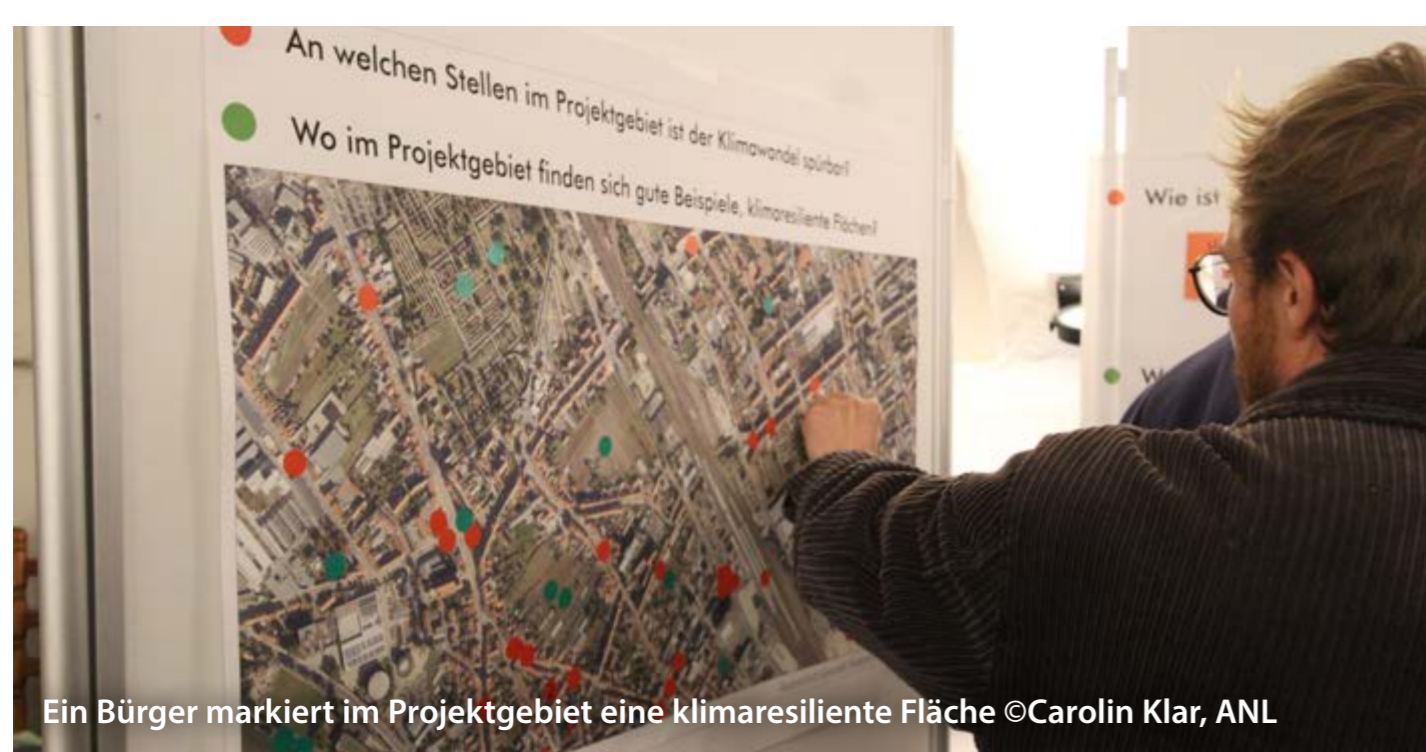 An welchen Stellen im Projektgebiet ist der Klimawandel spürbar?
Wo im Projektgebiet finden sich gute Beispiele, klimaresiliente Flächen?
Wie ist
W
Ein Bürger markiert im Projektgebiet eine klimaresiliente Fläche ©Carolin Klar, ANL